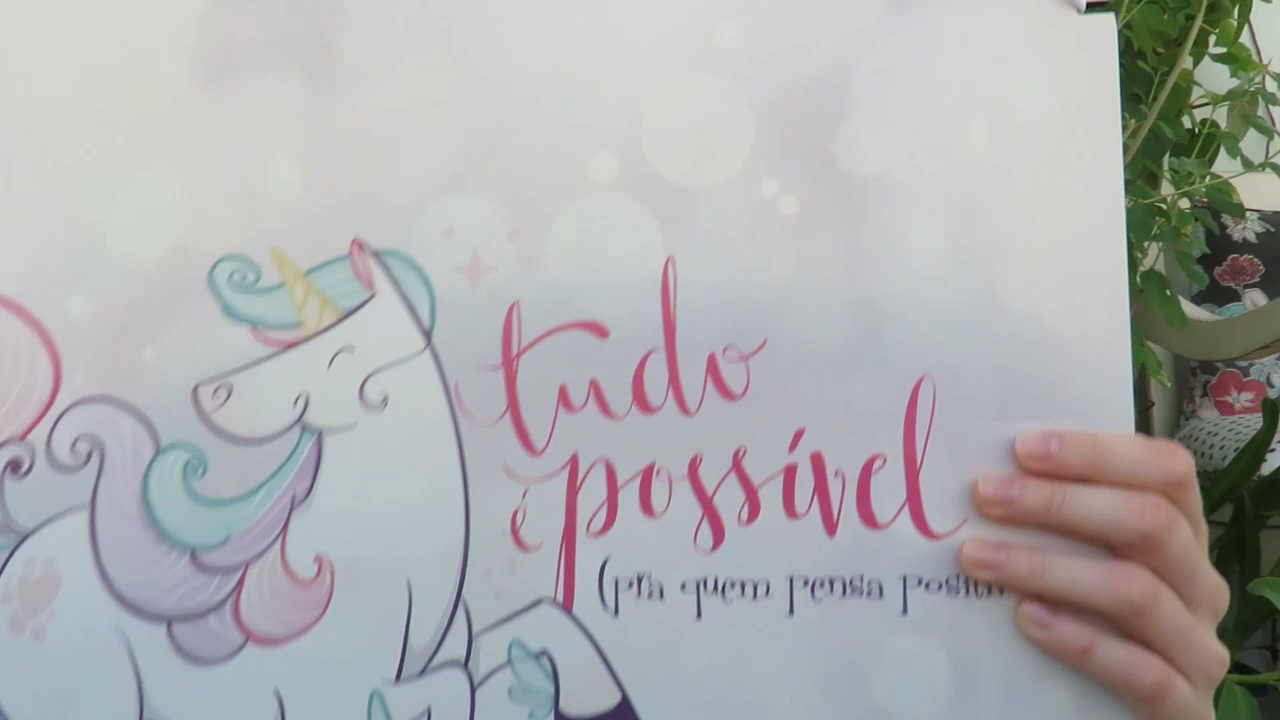 tudo
é possível
(pra quem pensa